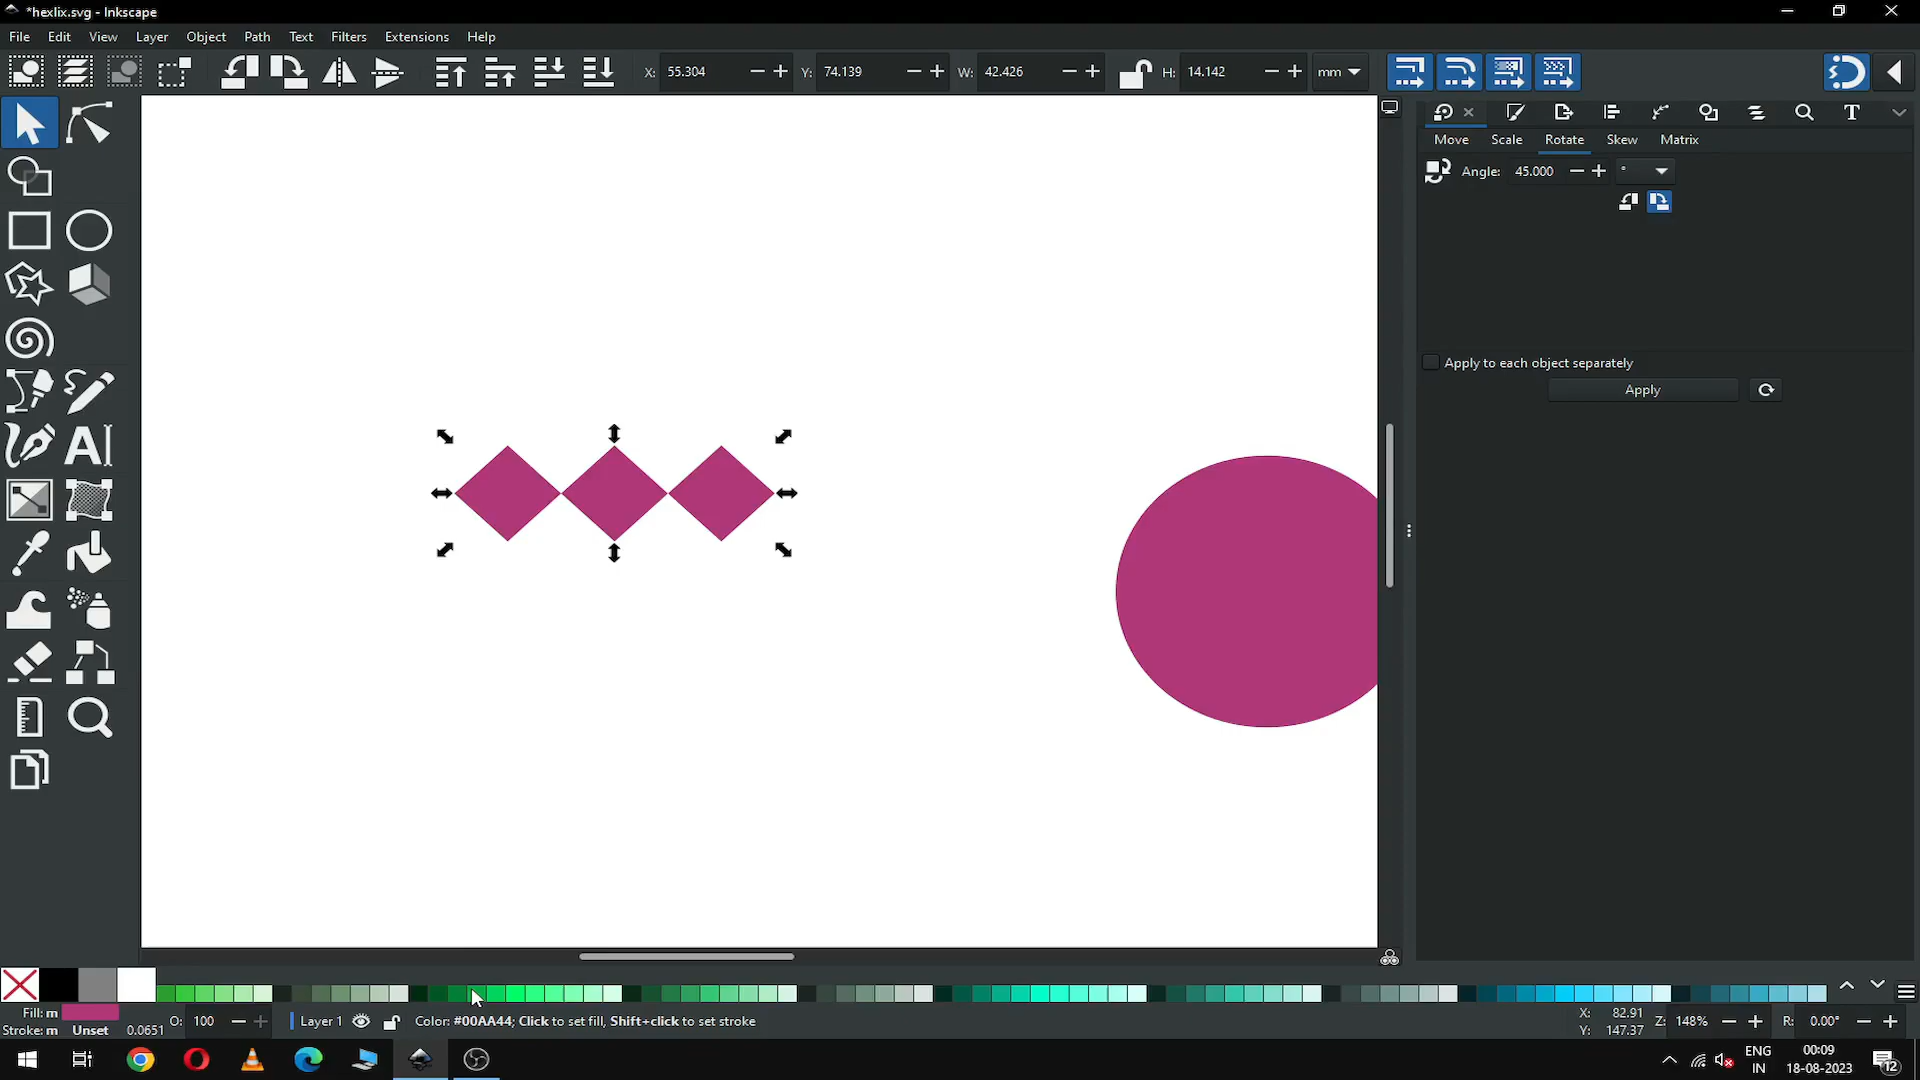 *hexlix.svg - Inkscape
File Edit View Layer Object Path Text Filters Extensions Help
X: 55.304 Y: 74.139 W: 42.426 H: 14.142 mm
Move Scale Rotate Skew Matrix
Angle: 45.000 °
Apply to each object separately
Apply
Fill: m
Stroke: m Unset 0.0651 O: 100 Layer 1 Color: #00AA44; Click to set fill, Shift+click to set stroke
X: 82.91
Y: 147.37
Z: 148% R: 0.00°
ENG
IN
00:09
18-08-2023
12